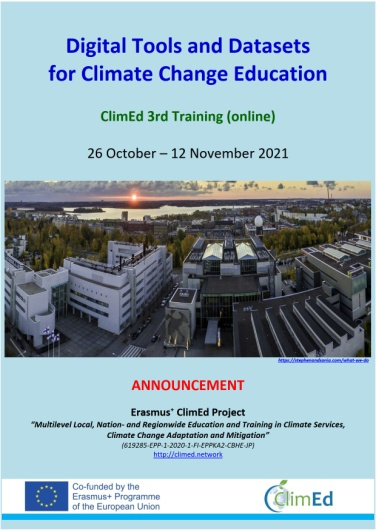 Digital Tools and Datasets
for Climate Change Education
ClimEd 3rd Training (online)
26 October – 12 November 2021
https://stephenandsonia.com/what-we-do
ANNOUNCEMENT
Erasmus⁺ ClimEd Project
“Multilevel Local, Nation- and Regionwide Education and Training in Climate Services,
Climate Change Adaptation and Mitigation”
(619285-EPP-1-2020-1-FI-EPPKA2-CBHE-JP)
http://climed.network
Co-funded by the
Erasmus+ Programme
of the European Union
ClimEd